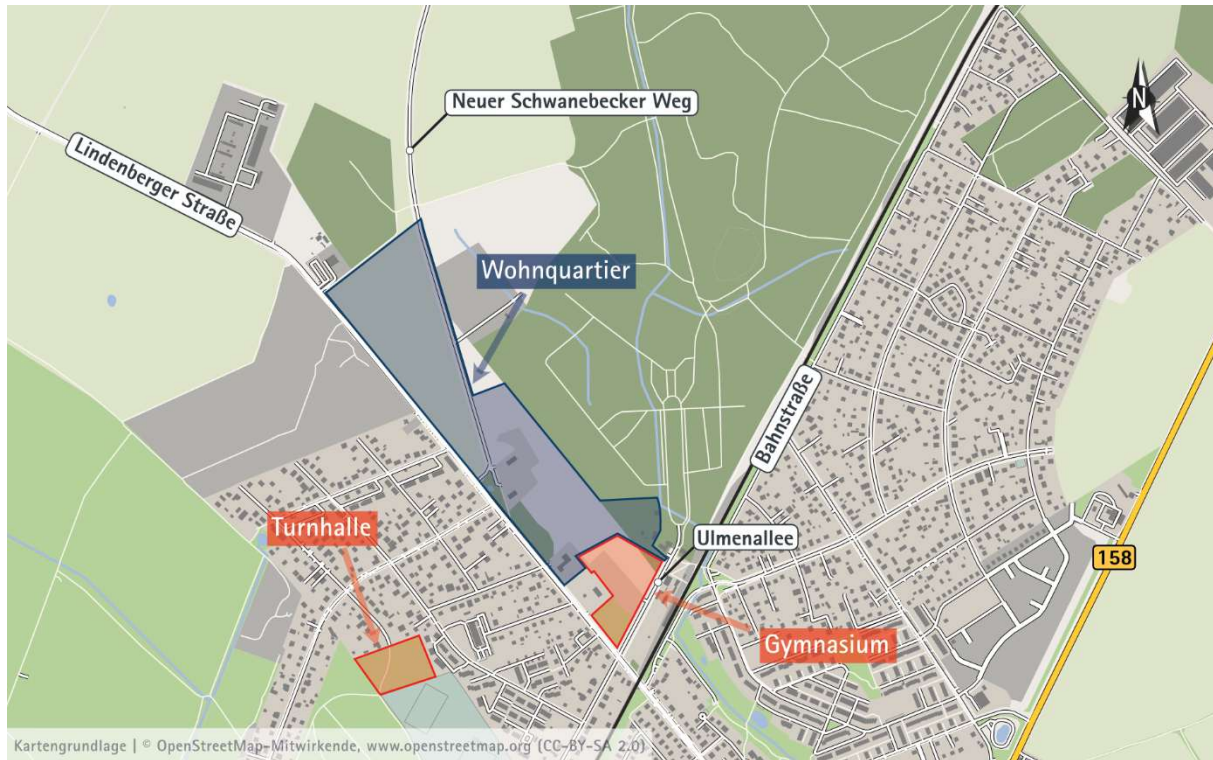 Neuer Schwanebecker Weg
N
Lindenberger Straße
Wohnquartier
Bahnstraße
Turnhalle
Ulmenallee
158
Gymnasium
Kartengrundlage | © OpenStreetMap-Mitwirkende, www.openstreetmap.org (CC-BY-SA 2.0)